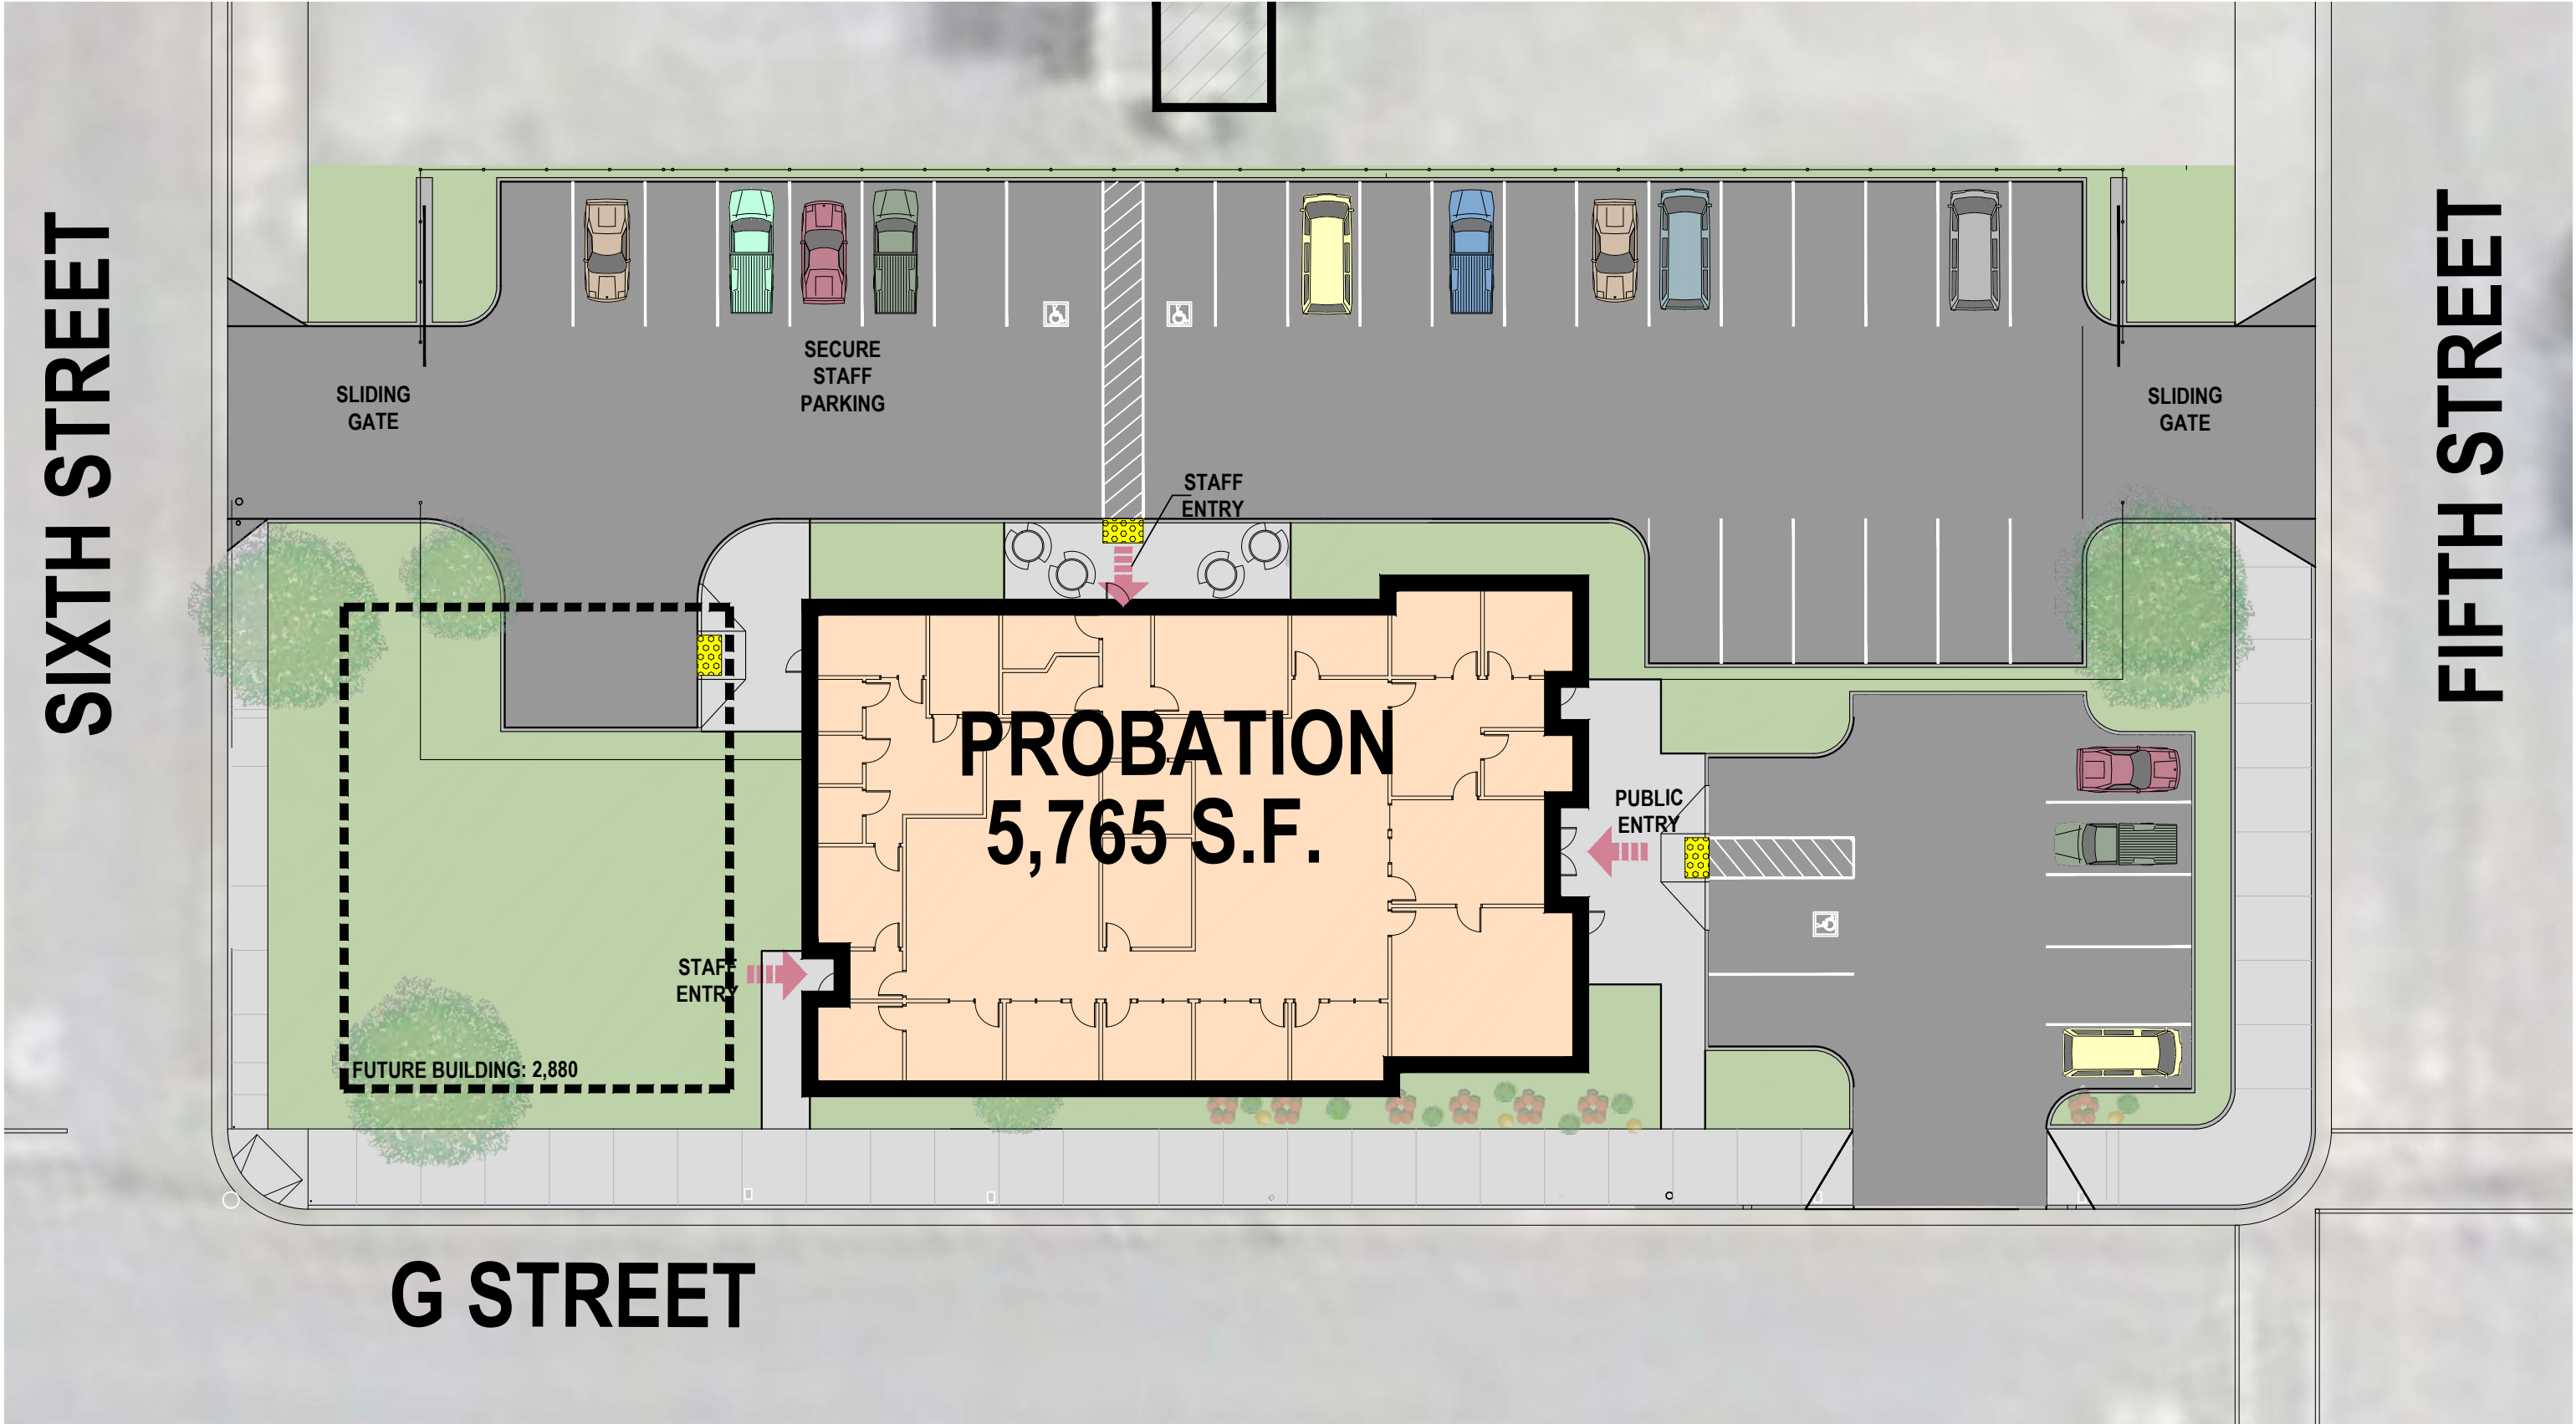 SIXTH STREET
SLIDING
GATE
SECURE
STAFF
PARKING
STAFF
ENTRY
SLIDING
GATE
FIFTH STREET
PROBATION
5,765 S.F.
PUBLIC
ENTRY
STAFF
ENTRY
FUTURE BUILDING: 2,880
G STREET